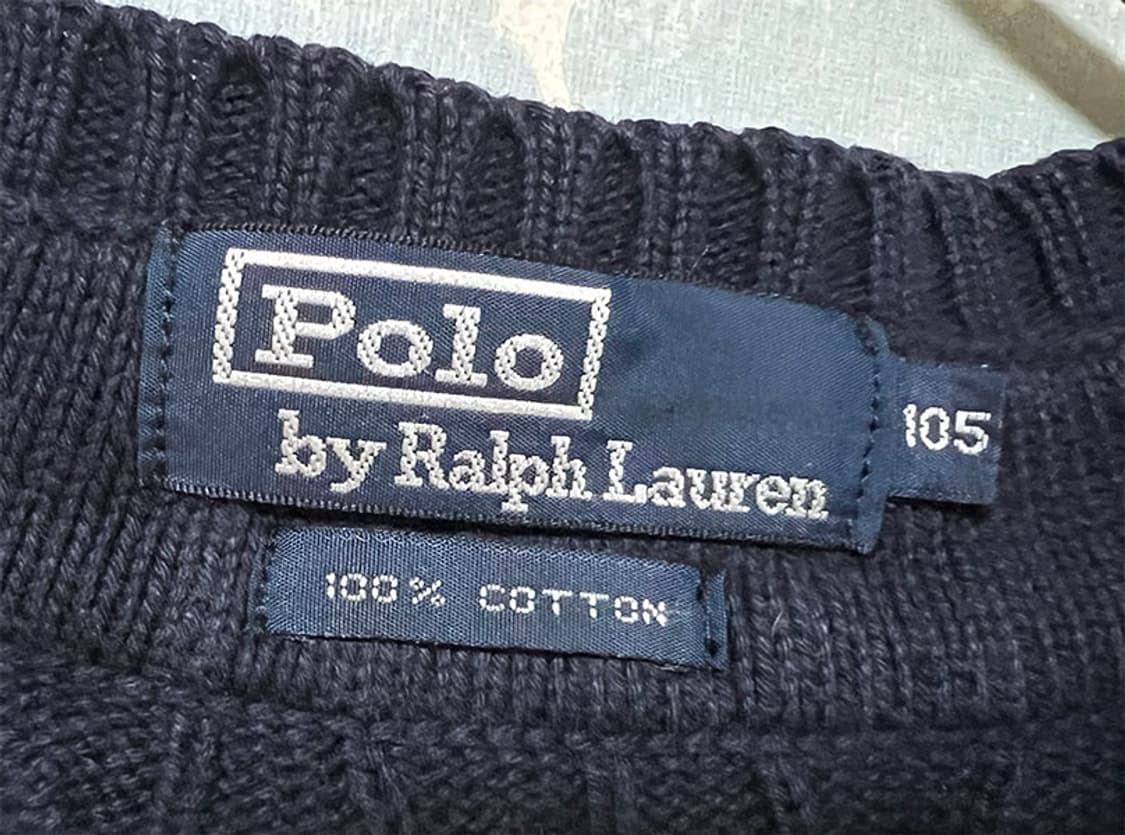 Polo
by Ralph Lauren
105
100% COTTON